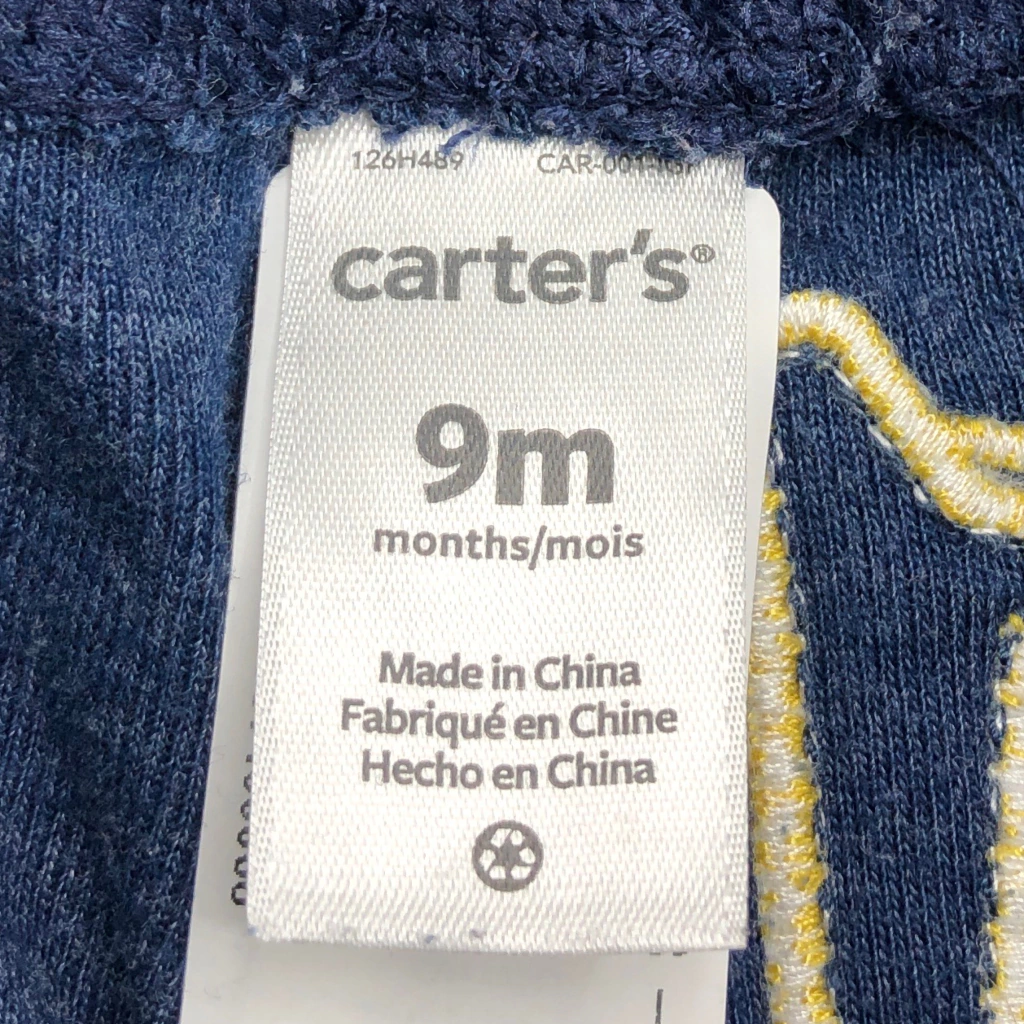 126H489
carter's®
9m
months/mois
Made in China
Fabriqué en Chine
Hecho en China